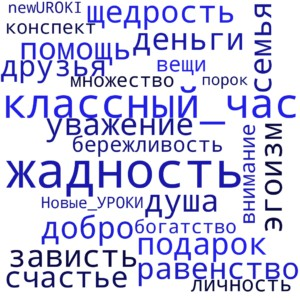 newUROKI щедрость
конспект деньги
помощь семья
друзья вещи
множество порок
классный_час
уважение эгоизм
бережливость внимание
жадность
Новые_УРОКИ душа
добро богатство
зависть подарок
счастье равенство
личность